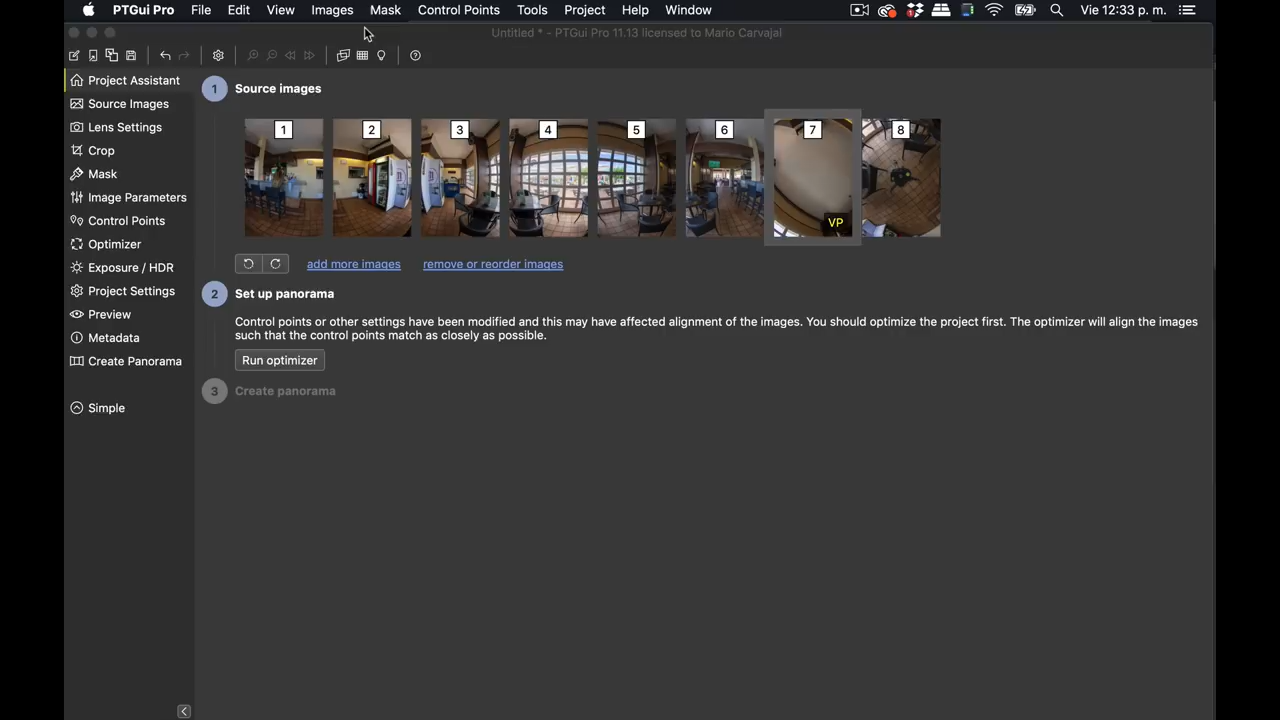 PTGui Pro File Edit View Images Mask Control Points Tools Project Help Window Vie 12:33 p. m.
Untitled * - PTGui Pro 11.13 licensed to Mario Carvajal
Project Assistant
Source Images
Lens Settings
Crop
Mask
Image Parameters
Control Points
Optimizer
Exposure / HDR
Project Settings
Preview
Metadata
Create Panorama
Simple
1 Source images
1 2 3 4 5 6 7 8
VP
add more images remove or reorder images
2 Set up panorama
Control points or other settings have been modified and this may have affected alignment of the images. You should optimize the project first. The optimizer will align the images
such that the control points match as closely as possible.
Run optimizer
3 Create panorama